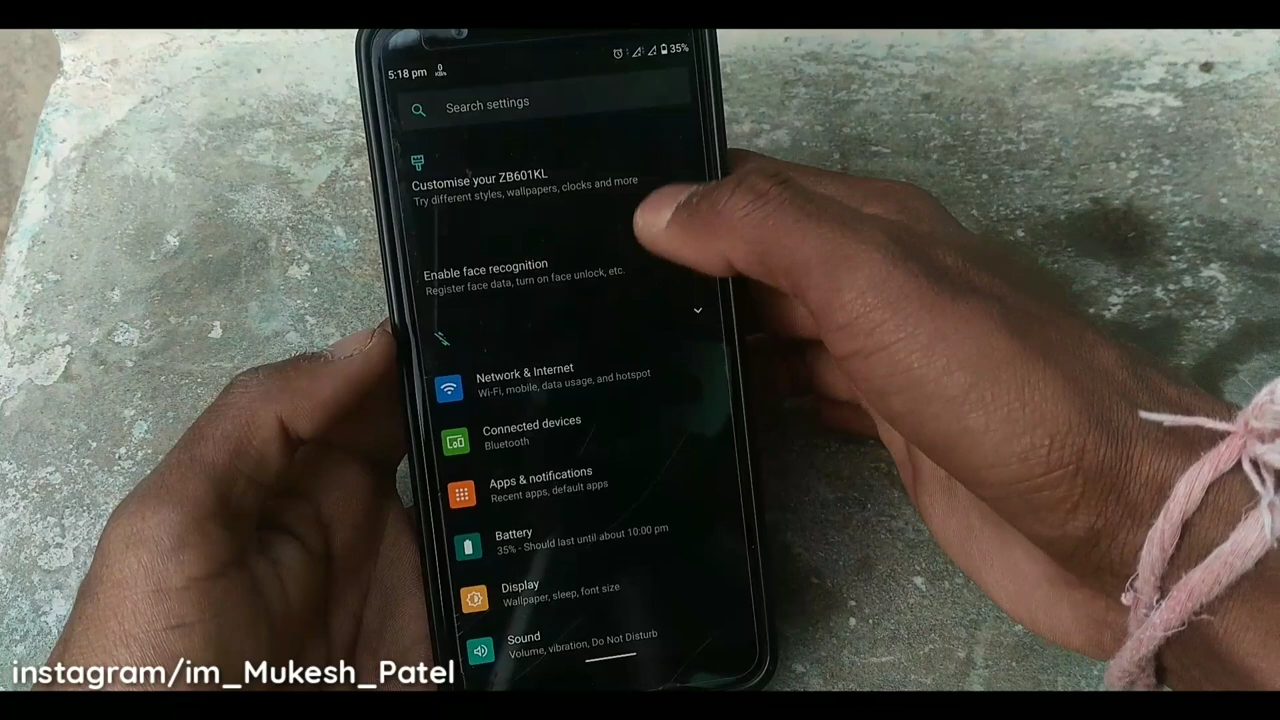 5:18 pm 0 KB/s 35%
Search settings
Customise your ZB601KL
Try different styles, wallpapers, clocks and more
Enable face recognition
Register face data, turn on face unlock, etc.
Network & Internet
Wi-Fi, mobile, data usage, and hotspot
Connected devices
Bluetooth
Apps & notifications
Recent apps, default apps
Battery
35% - Should last until about 10:00 pm
Display
Wallpaper, sleep, font size
Sound
Volume, vibration, Do Not Disturb
instagram/im_Mukesh_Patel